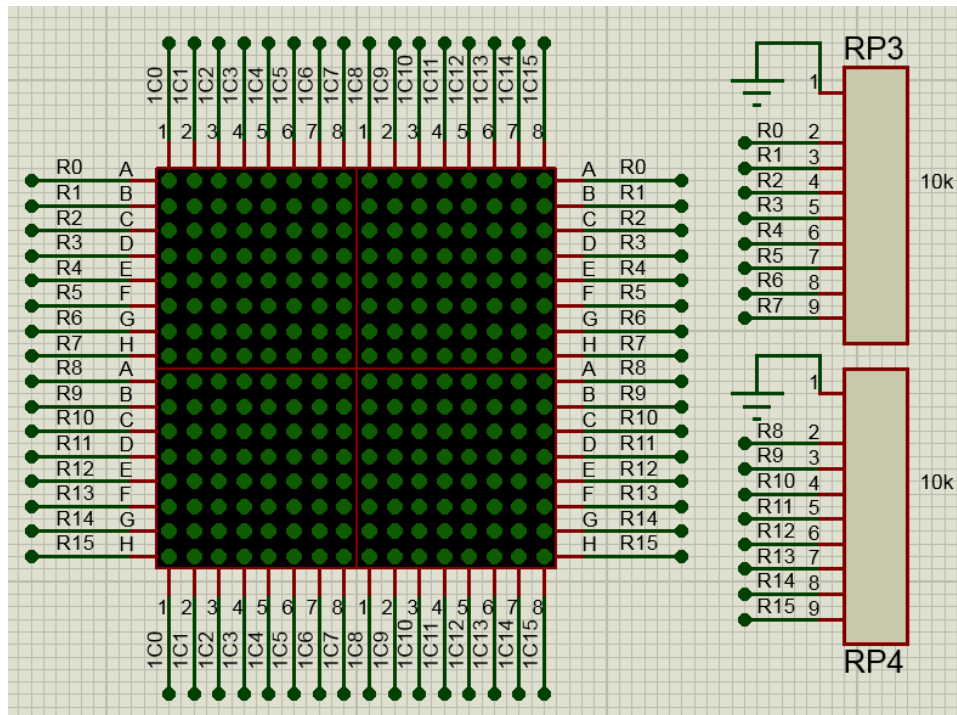 1C0 1C1 1C2 1C3 1C4 1C5 1C6 1C7 1C8 1C9 1C10 1C11 1C12 1C13 1C14 1C15
1 2 3 4 5 6 7 8 1 2 3 4 5 6 7 8
R0 A A R0
R1 B B R1
R2 C C R2
R3 D D R3
R4 E E R4
R5 F F R5
R6 G G R6
R7 H H R7
R8 A A R8
R9 B B R9
R10 C C R10
R11 D D R11
R12 E E R12
R13 F F R13
R14 G G R14
R15 H H R15
1 2 3 4 5 6 7 8 1 2 3 4 5 6 7 8
1C0 1C1 1C2 1C3 1C4 1C5 1C6 1C7 1C8 1C9 1C10 1C11 1C12 1C13 1C14 1C15
RP3
1
R0 2
R1 3
R2 4
10k
R3 5
R4 6
R5 7
R6 8
R7 9
1
R8 2
R9 3
R10 4
10k
R11 5
R12 6
R13 7
R14 8
R15 9
RP4